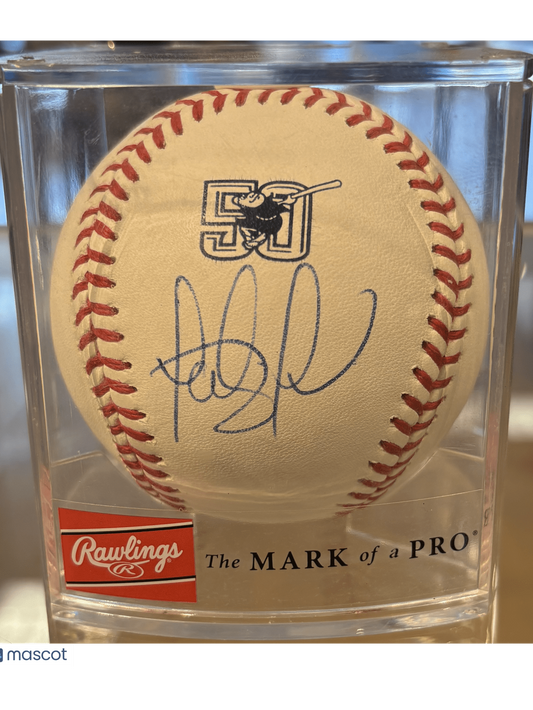 50
Rawlings
R
The MARK of a PRO®
mascot